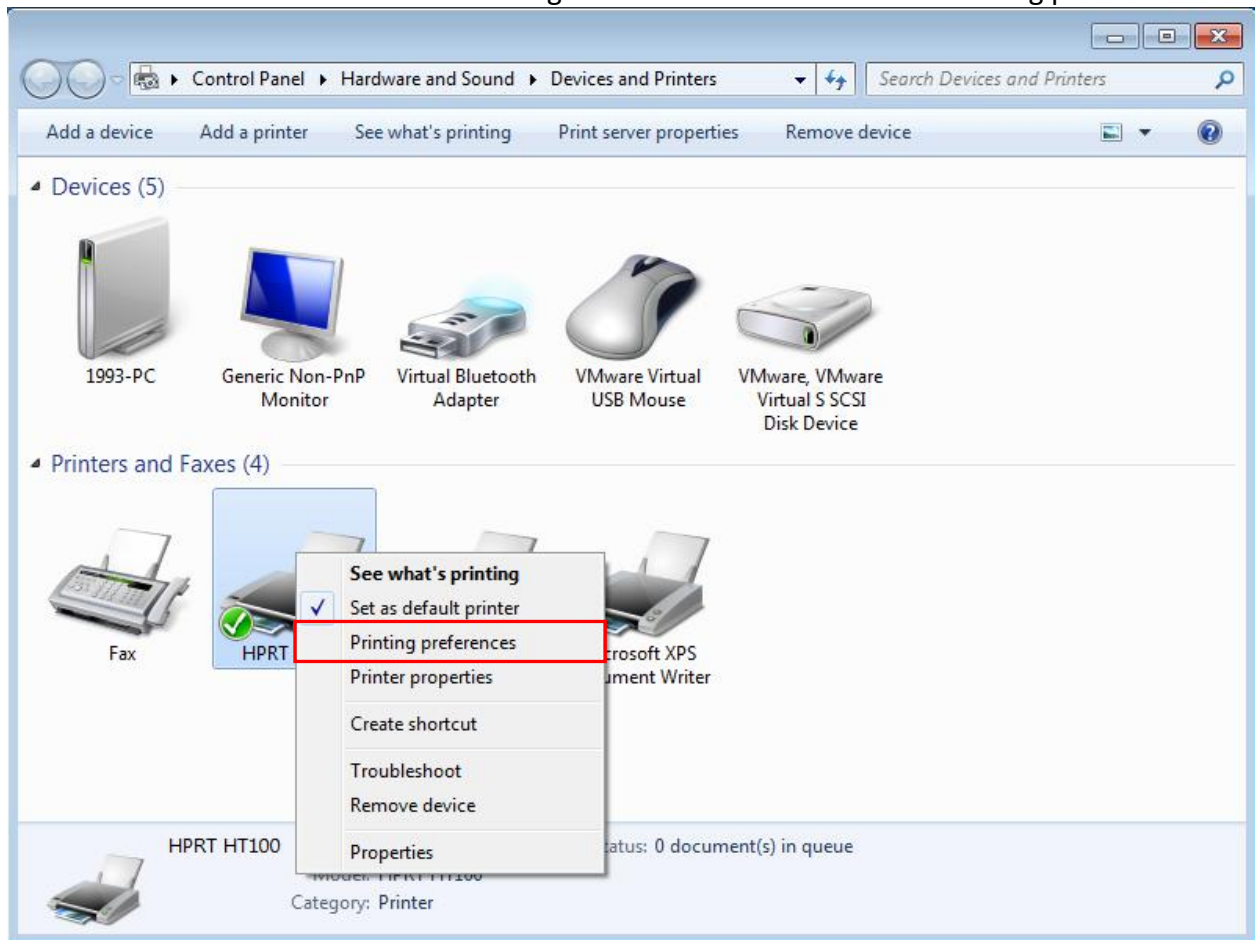 Control Panel ▸ Hardware and Sound ▸ Devices and Printers
Search Devices and Printers
Add a device Add a printer See what's printing Print server properties Remove device
Devices (5)
1993-PC
Generic Non-PnP
Monitor
Virtual Bluetooth
Adapter
VMware Virtual
USB Mouse
VMware, VMware
Virtual S SCSI
Disk Device
Printers and Faxes (4)
Fax
HPRT
crosoft XPS
ument Writer
See what's printing
Set as default printer
Printing preferences
Printer properties
Create shortcut
Troubleshoot
Remove device
Properties
HPRT HT100
atus: 0 document(s) in queue
Category: Printer